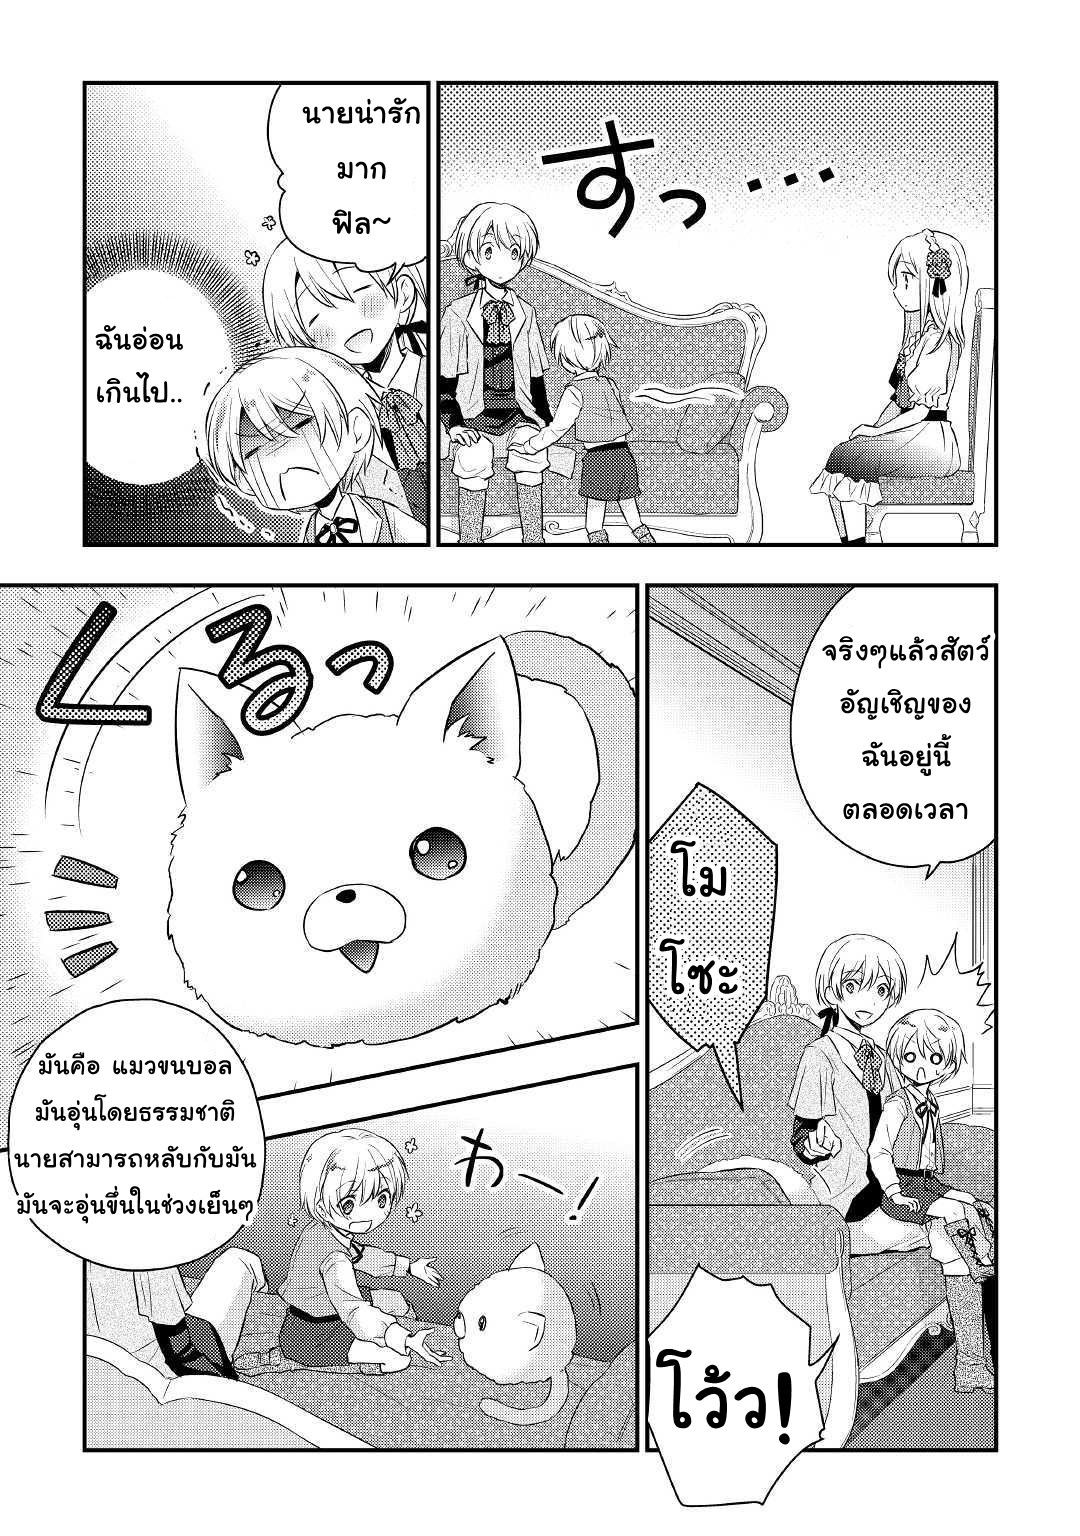 すっ…
นายน่ารัก
มาก
ฟิล~
ฉันอ่อน
เกินไป..
จริงๆแล้วสัตว์
อัญเชิญของ
ฉันอยู่นี้
ตลอดเวลา
โม
โซะ
โว้ว!
くるっ
มันคือ แมวขนบอล
มันอุ่นโดยธรรมชาติ
นายสามารถหลับกับมัน
มันจะอุ่นขึ่นในช่วงเย็นๆ
わー!